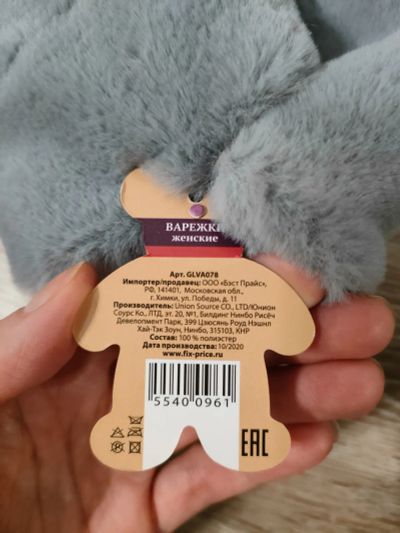 ВАРЕЖКИ
женские
Арт. GLVA078
Импортер/продавец: ООО «Бэст Прайс»,
РФ, 141401, Московская обл.,
г. Химки, ул. Победы, д. 11
Производитель: Union Source CO., LTD/Юнион
Соурс Ко., ЛТД, эт. 20, №1, Билдинг Нинбо Рисёч
Девелопмент Парк, 399 Цзюсянь Роуд Нэшнл
Хай-Тэк Зоун, Нинбо, 315103, КНР
Состав: 100 % полиэстер
Дата производства: 10/2020
www.fix-price.ru
5540 0961
EAC